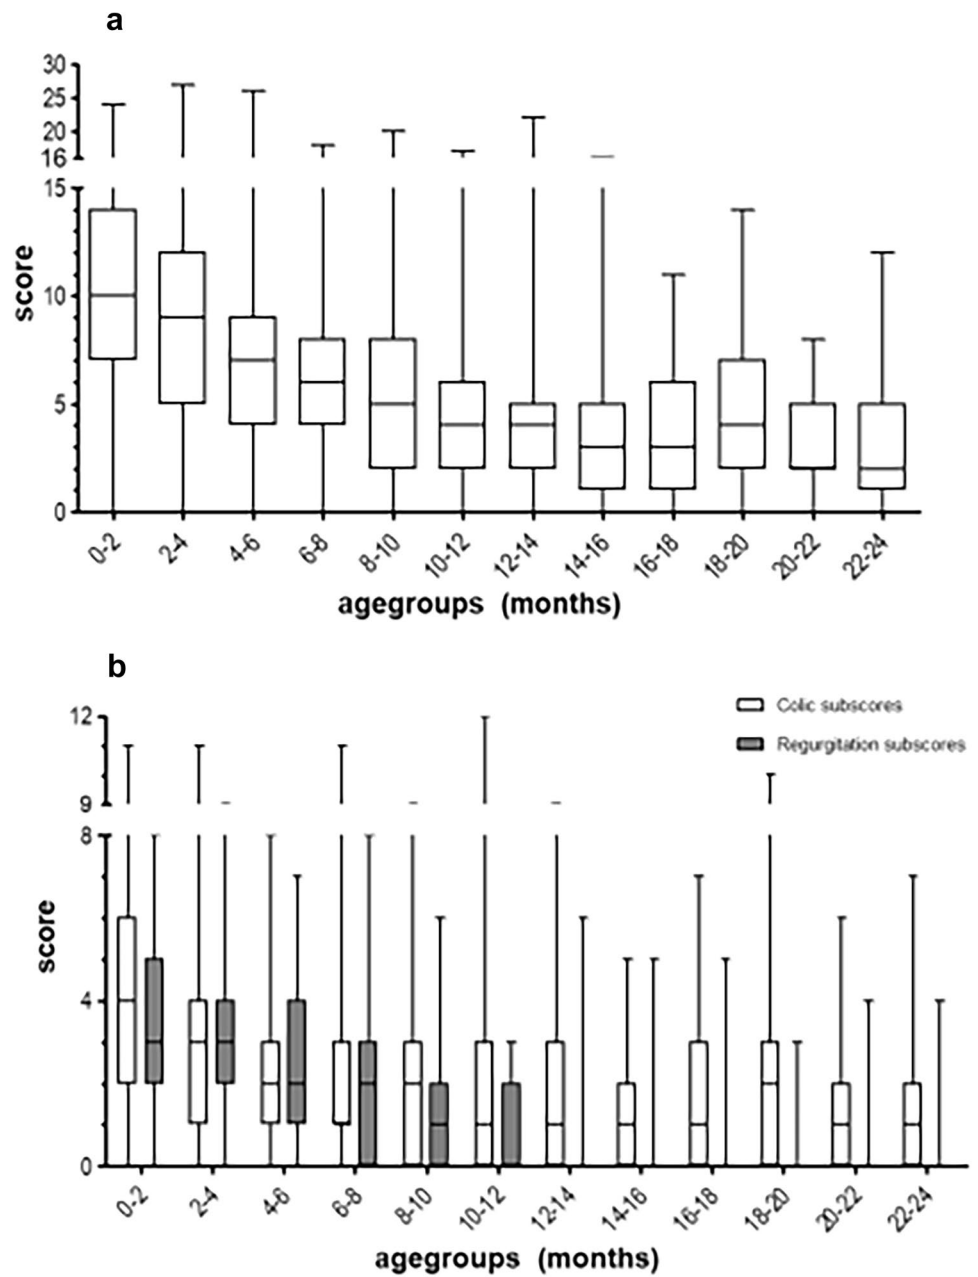 a
30
25
20
16
15
10
5
0
score
0-2 2-4 4-6 6-8 8-10 10-12 12-14 14-16 16-18 18-20 20-22 22-24
agegroups (months)
b
Colic subscores
Regurgitation subscores
12
9
8
4
0
score
0-2 2-4 4-6 6-8 8-10 10-12 12-14 14-16 16-18 18-20 20-22 22-24
agegroups (months)